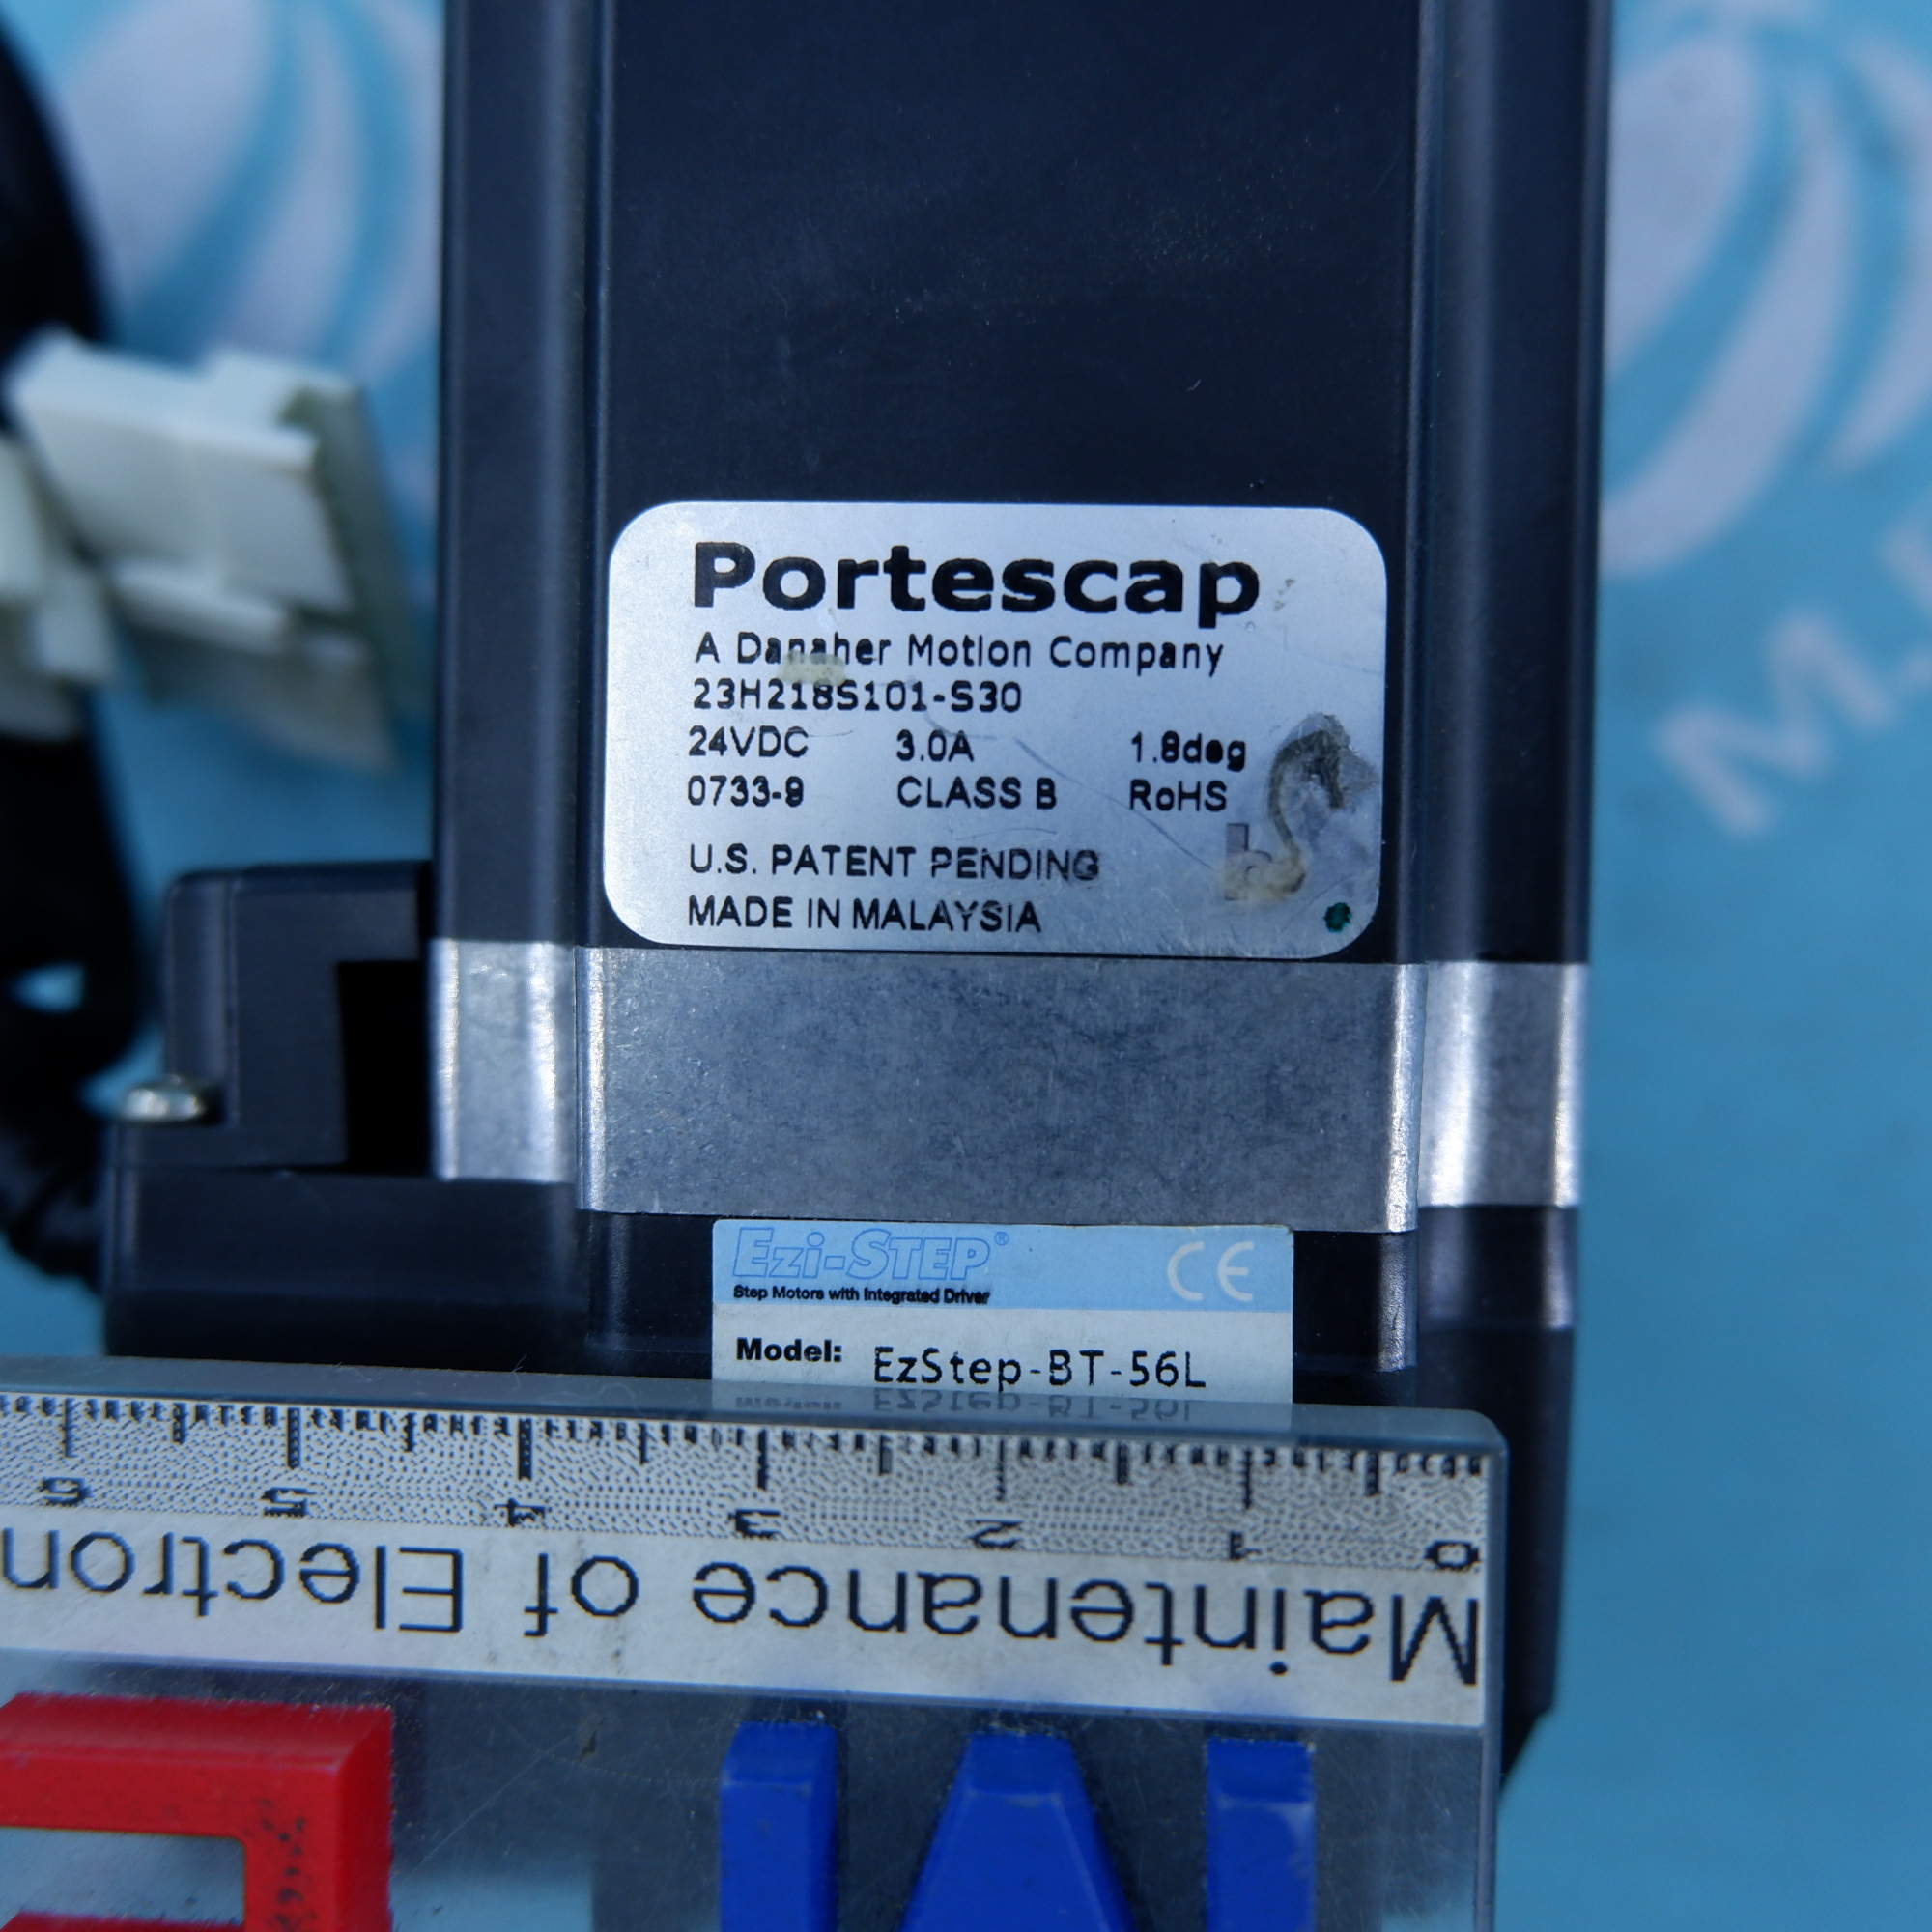 Portescap
A Danaher Motion Company
23H218S101-S30
24VDC 3.0A 1.8deg
0733-9 CLASS B RoHS
U.S. PATENT PENDING
MADE IN MALAYSIA
Ezi-STEP® CE
Step Motors with Integrated Driver
Model: EzStep-BT-56L
0 1 2 3 4 5 6
Maintenance of Electron